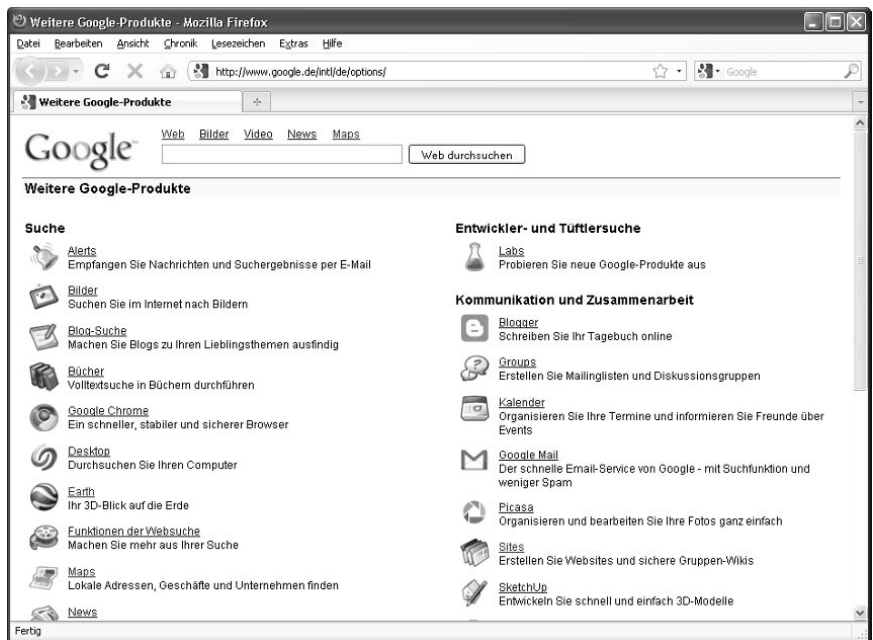 Weitere Google-Produkte - Mozilla Firefox
Datei Bearbeiten Ansicht Chronik Lesezeichen Extras Hilfe
http://www.google.de/intl/de/options/
Google
Weitere Google-Produkte
Google™
Web Bilder Video News Maps
Web durchsuchen
Weitere Google-Produkte
Suche
Alerts
Empfangen Sie Nachrichten und Suchergebnisse per E-Mail
Bilder
Suchen Sie im Internet nach Bildern
Blog-Suche
Machen Sie Blogs zu Ihren Lieblingsthemen ausfindig
Bücher
Volltextsuche in Büchern durchführen
Google Chrome
Ein schneller, stabiler und sicherer Browser
Desktop
Durchsuchen Sie Ihren Computer
Earth
Ihr 3D-Blick auf die Erde
Funktionen der Websuche
Machen Sie mehr aus Ihrer Suche
Maps
Lokale Adressen, Geschäfte und Unternehmen finden
News
Entwickler- und Tüftlersuche
Labs
Probieren Sie neue Google-Produkte aus
Kommunikation und Zusammenarbeit
Blogger
Schreiben Sie Ihr Tagebuch online
Groups
Erstellen Sie Mailinglisten und Diskussionsgruppen
Kalender
Organisieren Sie Ihre Termine und informieren Sie Freunde über
Events
Google Mail
Der schnelle Email-Service von Google - mit Suchfunktion und
weniger Spam
Picasa
Organisieren und bearbeiten Sie Ihre Fotos ganz einfach
Sites
Erstellen Sie Websites und sichere Gruppen-Wikis
SketchUp
Entwickeln Sie schnell und einfach 3D-Modelle
Fertig